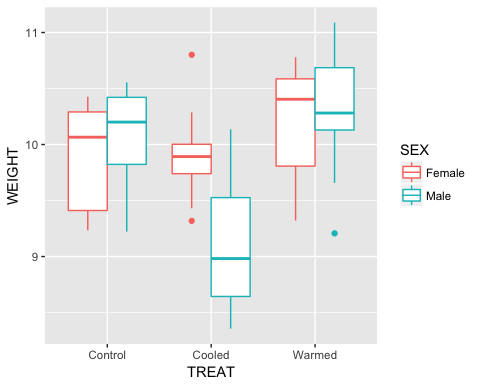 11
10
9
WEIGHT
Control Cooled Warmed
TREAT
SEX
Female
Male